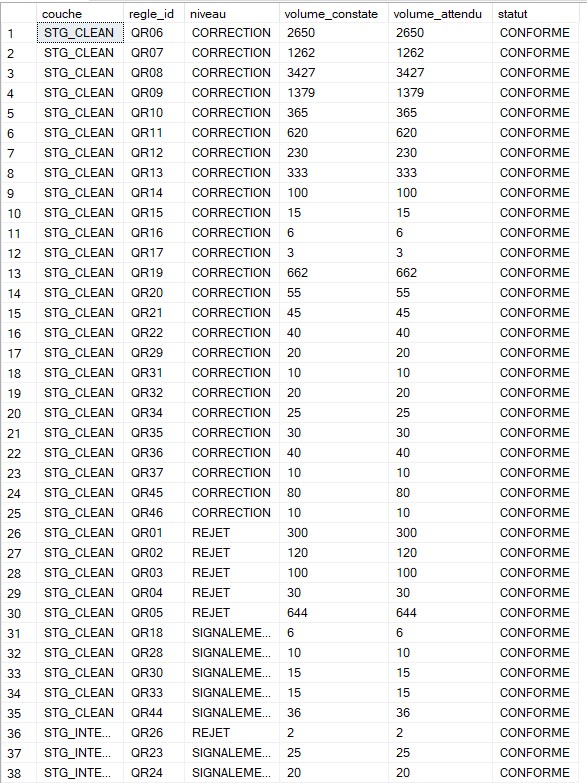 couche regle_id niveau volume_constate volume_attendu statut
1 STG_CLEAN QR06 CORRECTION 2650 2650 CONFORME
2 STG_CLEAN QR07 CORRECTION 1262 1262 CONFORME
3 STG_CLEAN QR08 CORRECTION 3427 3427 CONFORME
4 STG_CLEAN QR09 CORRECTION 1379 1379 CONFORME
5 STG_CLEAN QR10 CORRECTION 365 365 CONFORME
6 STG_CLEAN QR11 CORRECTION 620 620 CONFORME
7 STG_CLEAN QR12 CORRECTION 230 230 CONFORME
8 STG_CLEAN QR13 CORRECTION 333 333 CONFORME
9 STG_CLEAN QR14 CORRECTION 100 100 CONFORME
10 STG_CLEAN QR15 CORRECTION 15 15 CONFORME
11 STG_CLEAN QR16 CORRECTION 6 6 CONFORME
12 STG_CLEAN QR17 CORRECTION 3 3 CONFORME
13 STG_CLEAN QR19 CORRECTION 662 662 CONFORME
14 STG_CLEAN QR20 CORRECTION 55 55 CONFORME
15 STG_CLEAN QR21 CORRECTION 45 45 CONFORME
16 STG_CLEAN QR22 CORRECTION 40 40 CONFORME
17 STG_CLEAN QR29 CORRECTION 20 20 CONFORME
18 STG_CLEAN QR31 CORRECTION 10 10 CONFORME
19 STG_CLEAN QR32 CORRECTION 20 20 CONFORME
20 STG_CLEAN QR34 CORRECTION 25 25 CONFORME
21 STG_CLEAN QR35 CORRECTION 30 30 CONFORME
22 STG_CLEAN QR36 CORRECTION 40 40 CONFORME
23 STG_CLEAN QR37 CORRECTION 10 10 CONFORME
24 STG_CLEAN QR45 CORRECTION 80 80 CONFORME
25 STG_CLEAN QR46 CORRECTION 10 10 CONFORME
26 STG_CLEAN QR01 REJET 300 300 CONFORME
27 STG_CLEAN QR02 REJET 120 120 CONFORME
28 STG_CLEAN QR03 REJET 100 100 CONFORME
29 STG_CLEAN QR04 REJET 30 30 CONFORME
30 STG_CLEAN QR05 REJET 644 644 CONFORME
31 STG_CLEAN QR18 SIGNALEME... 6 6 CONFORME
32 STG_CLEAN QR28 SIGNALEME... 10 10 CONFORME
33 STG_CLEAN QR30 SIGNALEME... 15 15 CONFORME
34 STG_CLEAN QR33 SIGNALEME... 15 15 CONFORME
35 STG_CLEAN QR44 SIGNALEME... 36 36 CONFORME
36 STG_INTE... QR26 REJET 2 2 CONFORME
37 STG_INTE... QR23 SIGNALEME... 25 25 CONFORME
38 STG_INTE... QR24 SIGNALEME... 20 20 CONFORME